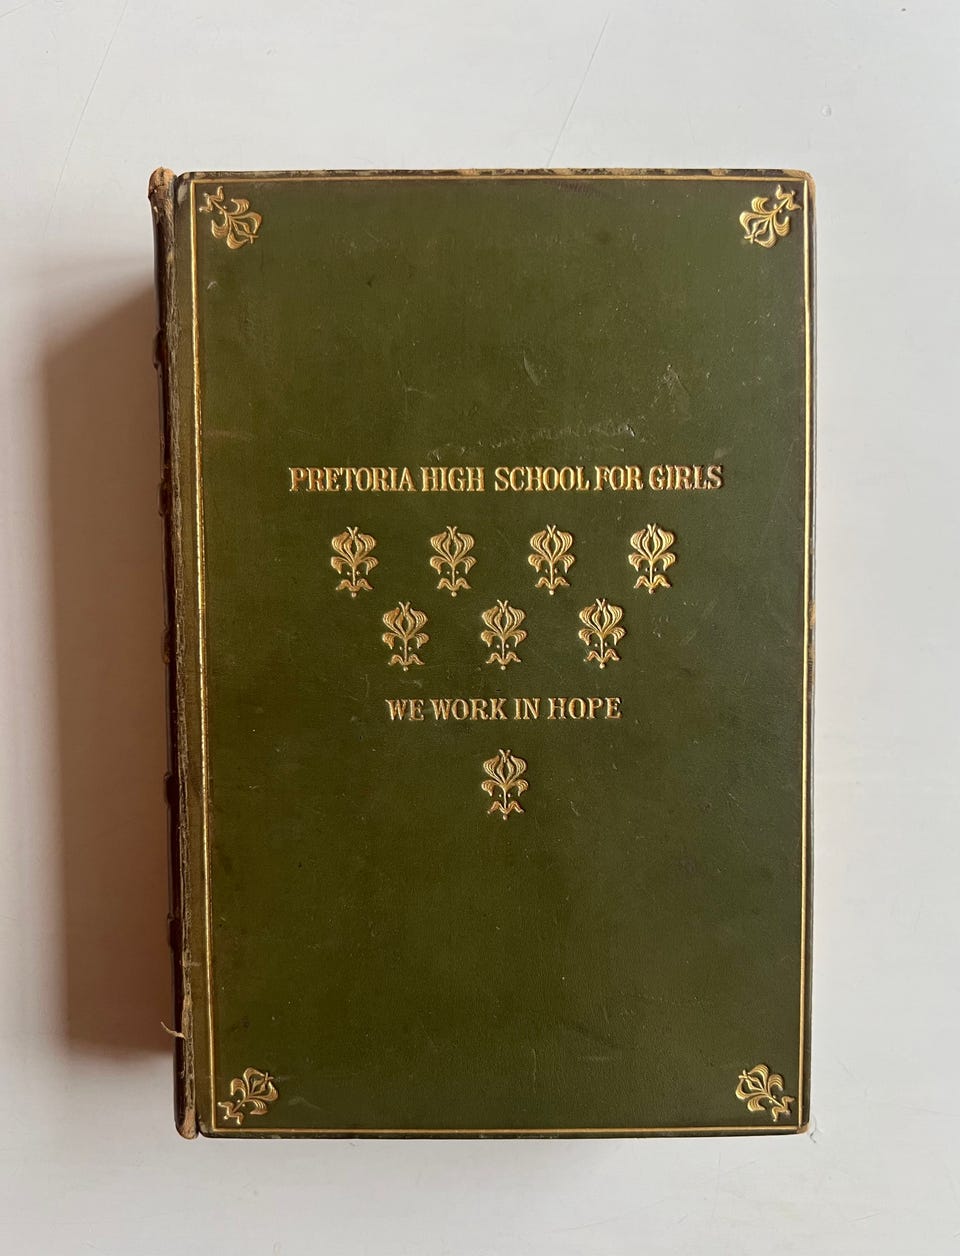 PRETORIA HIGH SCHOOL FOR GIRLS
WE WORK IN HOPE